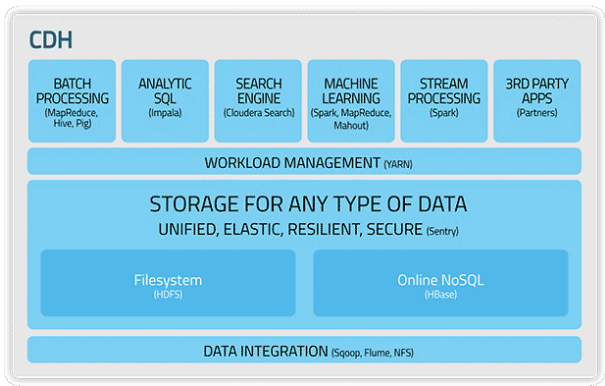 CDH
BATCH
PROCESSING
(MapReduce,
Hive, Pig)
ANALYTIC
SQL
(Impala)
SEARCH
ENGINE
(Cloudera Search)
MACHINE
LEARNING
(Spark, MapReduce,
Mahout)
STREAM
PROCESSING
(Spark)
3RD PARTY
APPS
(Partners)
WORKLOAD MANAGEMENT (YARN)
STORAGE FOR ANY TYPE OF DATA
UNIFIED, ELASTIC, RESILIENT, SECURE (Sentry)
Filesystem
(HDFS)
Online NoSQL
(HBase)
DATA INTEGRATION (Sqoop, Flume, NFS)